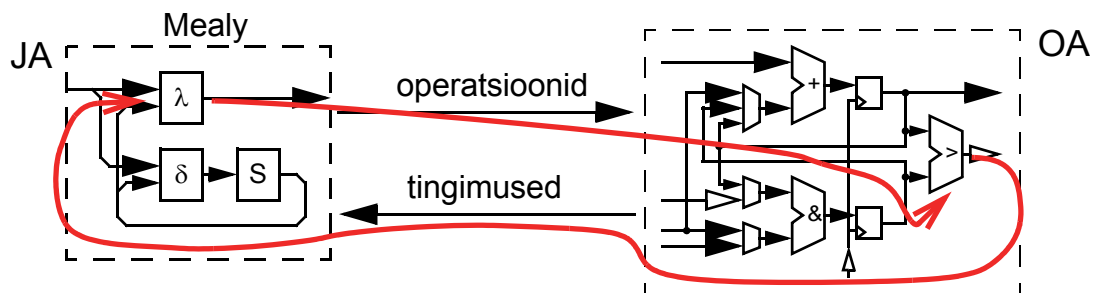 Mealy
JA
OA
operatsioonid
λ
+
>
δ
S
tingimused
&